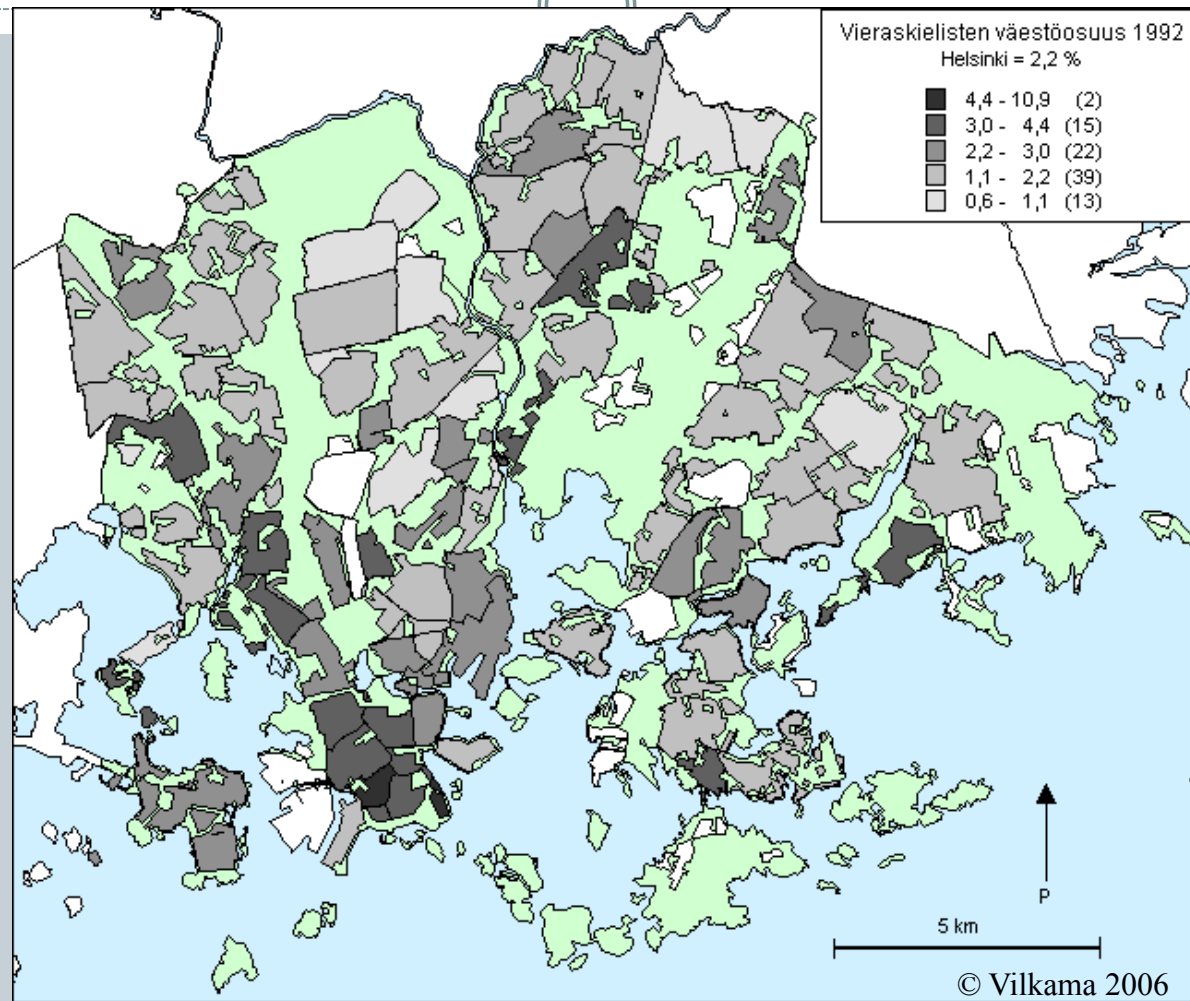 Vieraskielisten väestöosuus 1992
Helsinki = 2,2 %
4,4 - 10,9 (2)
3,0 - 4,4 (15)
2,2 - 3,0 (22)
1,1 - 2,2 (39)
0,6 - 1,1 (13)
P
5 km
© Vilkama 2006